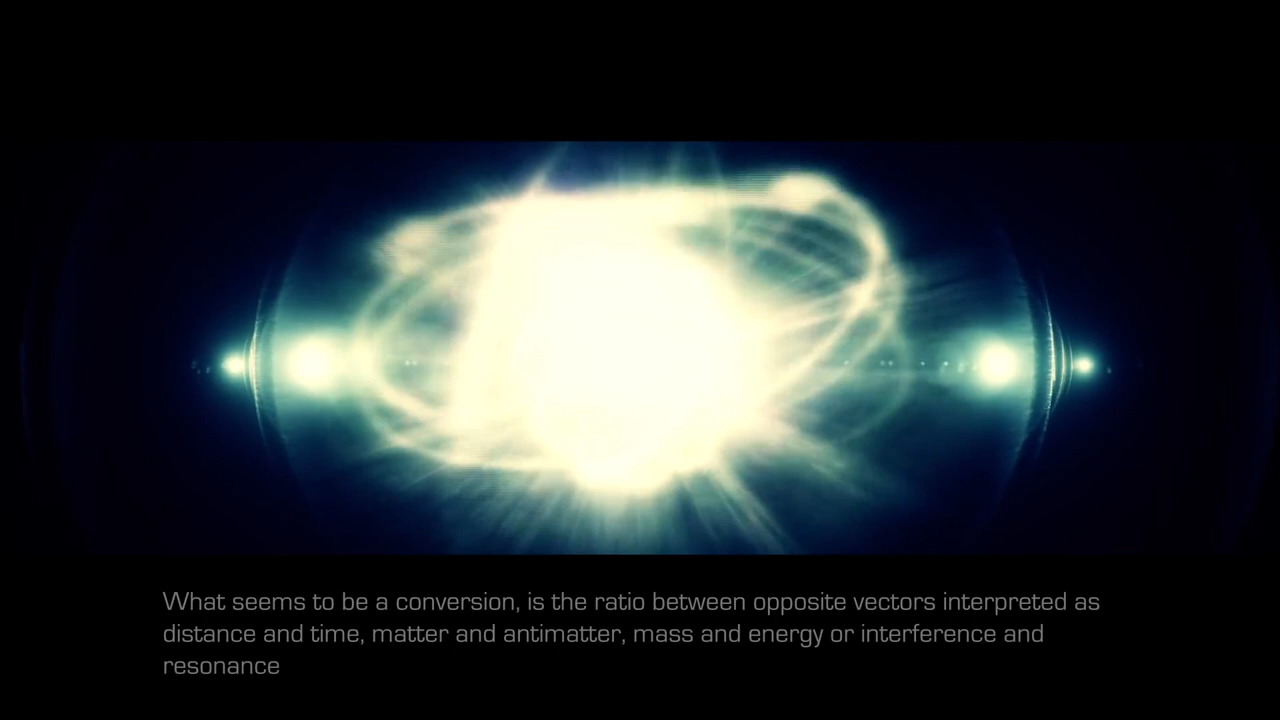 What seems to be a conversion, is the ratio between opposite vectors interpreted as
distance and time, matter and antimatter, mass and energy or interference and
resonance